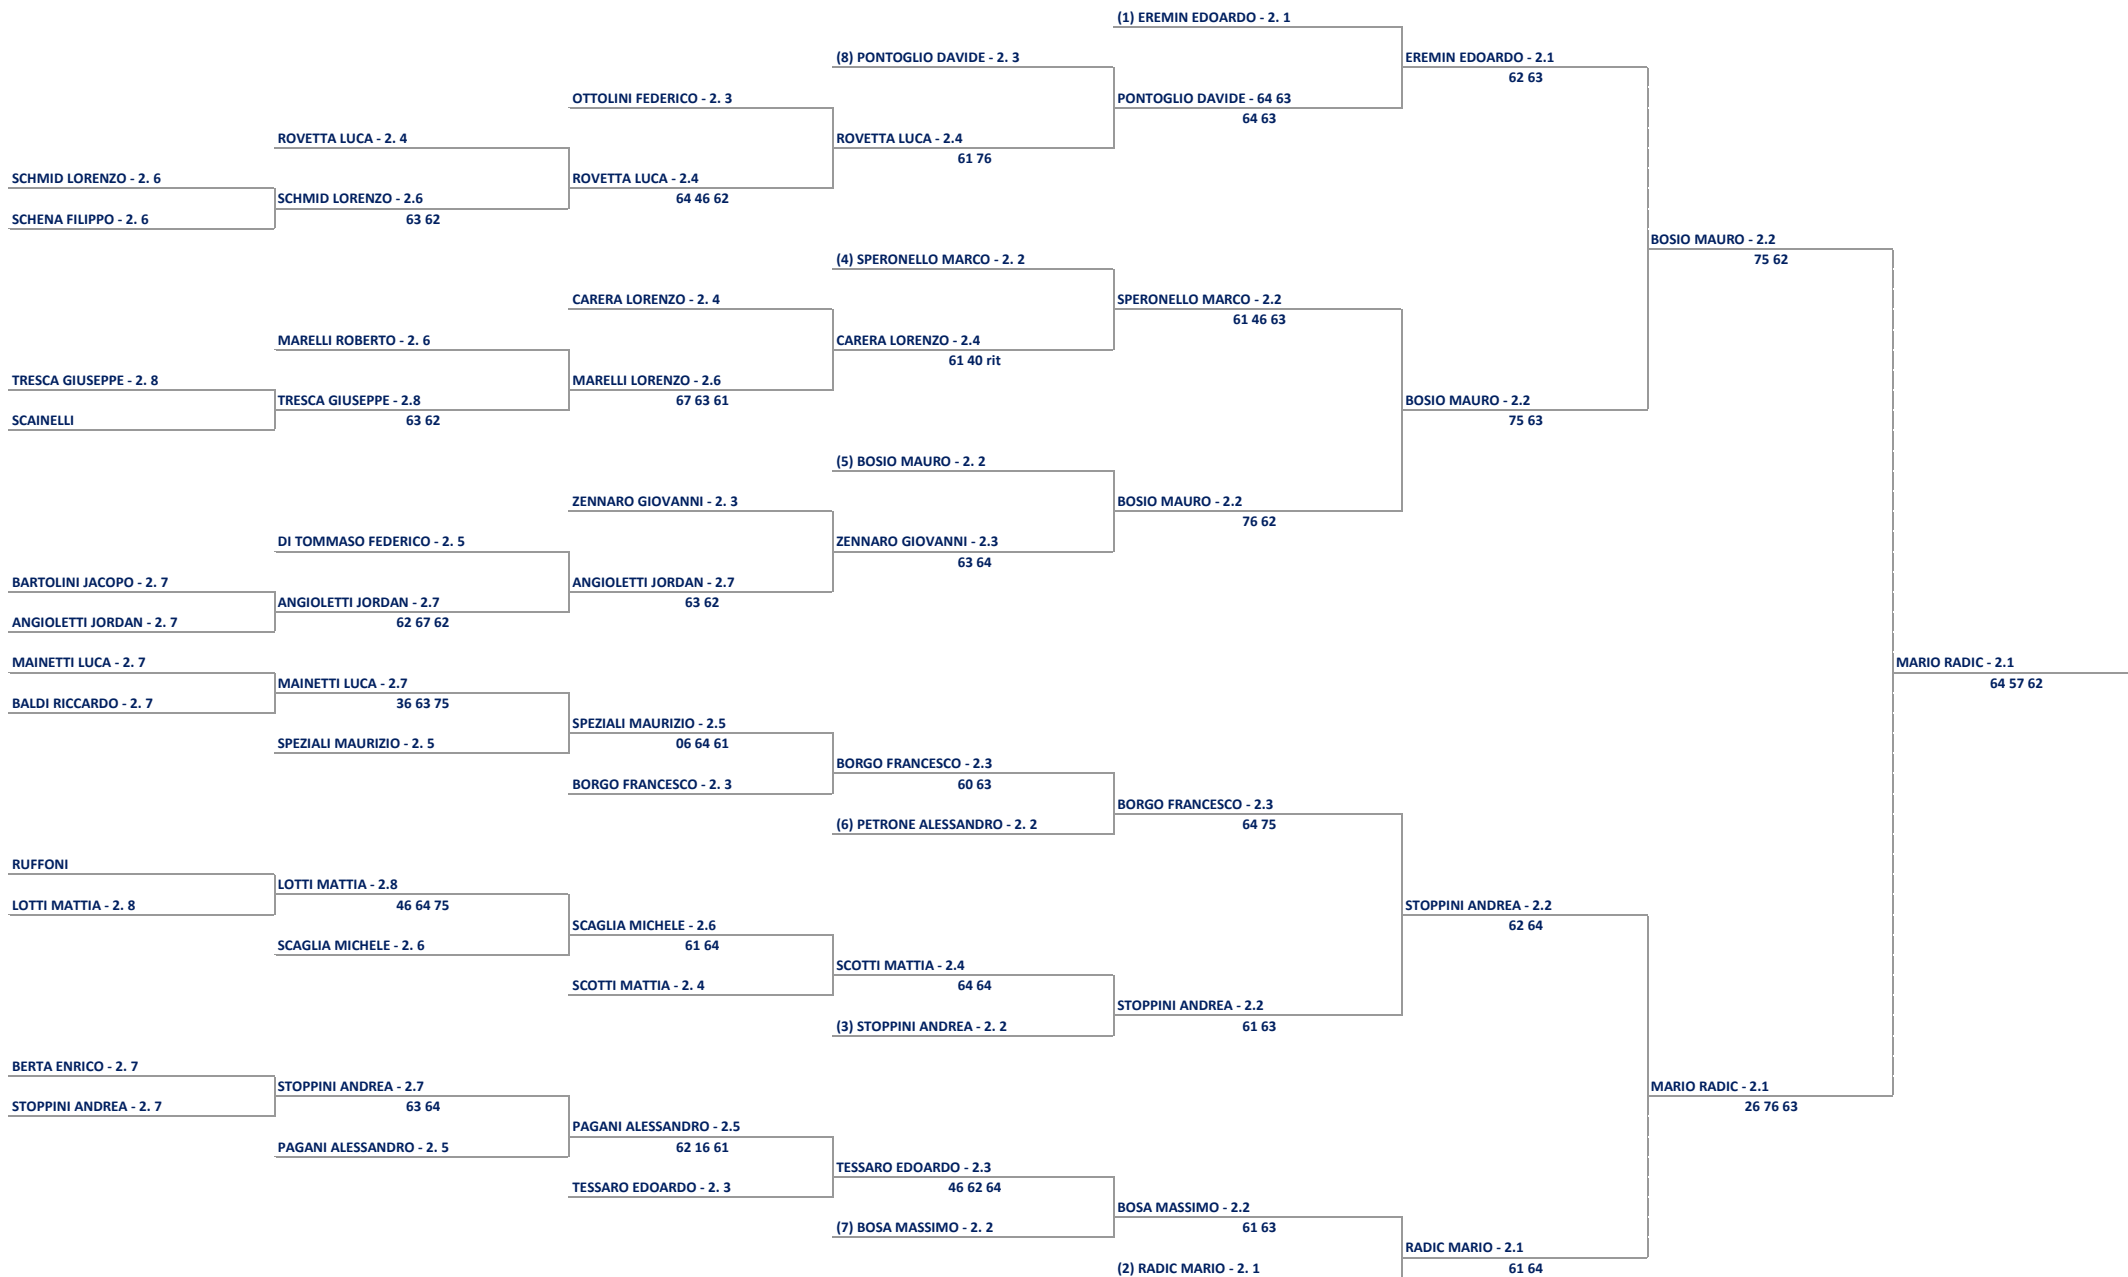 (1) EREMIN EDOARDO - 2. 1
(8) PONTOGLIO DAVIDE - 2. 3
EREMIN EDOARDO - 2.1
62 63
OTTOLINI FEDERICO - 2. 3
PONTOGLIO DAVIDE - 64 63
64 63
ROVETTA LUCA - 2. 4
ROVETTA LUCA - 2.4
61 76
SCHMID LORENZO - 2. 6
ROVETTA LUCA - 2.4
64 46 62
SCHMID LORENZO - 2.6
63 62
SCHENA FILIPPO - 2. 6
BOSIO MAURO - 2.2
75 62
(4) SPERONELLO MARCO - 2. 2
CARERA LORENZO - 2. 4
SPERONELLO MARCO - 2.2
61 46 63
MARELLI ROBERTO - 2. 6
CARERA LORENZO - 2.4
61 40 rit
TRESCA GIUSEPPE - 2. 8
MARELLI LORENZO - 2.6
67 63 61
TRESCA GIUSEPPE - 2.8
63 62
BOSIO MAURO - 2.2
75 63
SCAINELLI
(5) BOSIO MAURO - 2. 2
ZENNARO GIOVANNI - 2. 3
BOSIO MAURO - 2.2
76 62
DI TOMMASO FEDERICO - 2. 5
ZENNARO GIOVANNI - 2.3
63 64
BARTOLINI JACOPO - 2. 7
ANGIOLETTI JORDAN - 2.7
63 62
ANGIOLETTI JORDAN - 2.7
62 67 62
ANGIOLETTI JORDAN - 2. 7
MAINETTI LUCA - 2. 7
MARIO RADIC - 2.1
64 57 62
MAINETTI LUCA - 2.7
36 63 75
BALDI RICCARDO - 2. 7
SPEZIALI MAURIZIO - 2.5
06 64 61
SPEZIALI MAURIZIO - 2. 5
BORGO FRANCESCO - 2.3
60 63
BORGO FRANCESCO - 2. 3
BORGO FRANCESCO - 2.3
64 75
(6) PETRONE ALESSANDRO - 2. 2
RUFFONI
LOTTI MATTIA - 2.8
46 64 75
LOTTI MATTIA - 2. 8
STOPPINI ANDREA - 2.2
62 64
SCAGLIA MICHELE - 2.6
61 64
SCAGLIA MICHELE - 2. 6
SCOTTI MATTIA - 2.4
64 64
SCOTTI MATTIA - 2. 4
STOPPINI ANDREA - 2.2
61 63
(3) STOPPINI ANDREA - 2. 2
BERTA ENRICO - 2. 7
STOPPINI ANDREA - 2.7
63 64
MARIO RADIC - 2.1
26 76 63
STOPPINI ANDREA - 2. 7
PAGANI ALESSANDRO - 2.5
62 16 61
PAGANI ALESSANDRO - 2. 5
TESSARO EDOARDO - 2.3
46 62 64
TESSARO EDOARDO - 2. 3
BOSA MASSIMO - 2.2
61 63
(7) BOSA MASSIMO - 2. 2
RADIC MARIO - 2.1
61 64
(2) RADIC MARIO - 2. 1